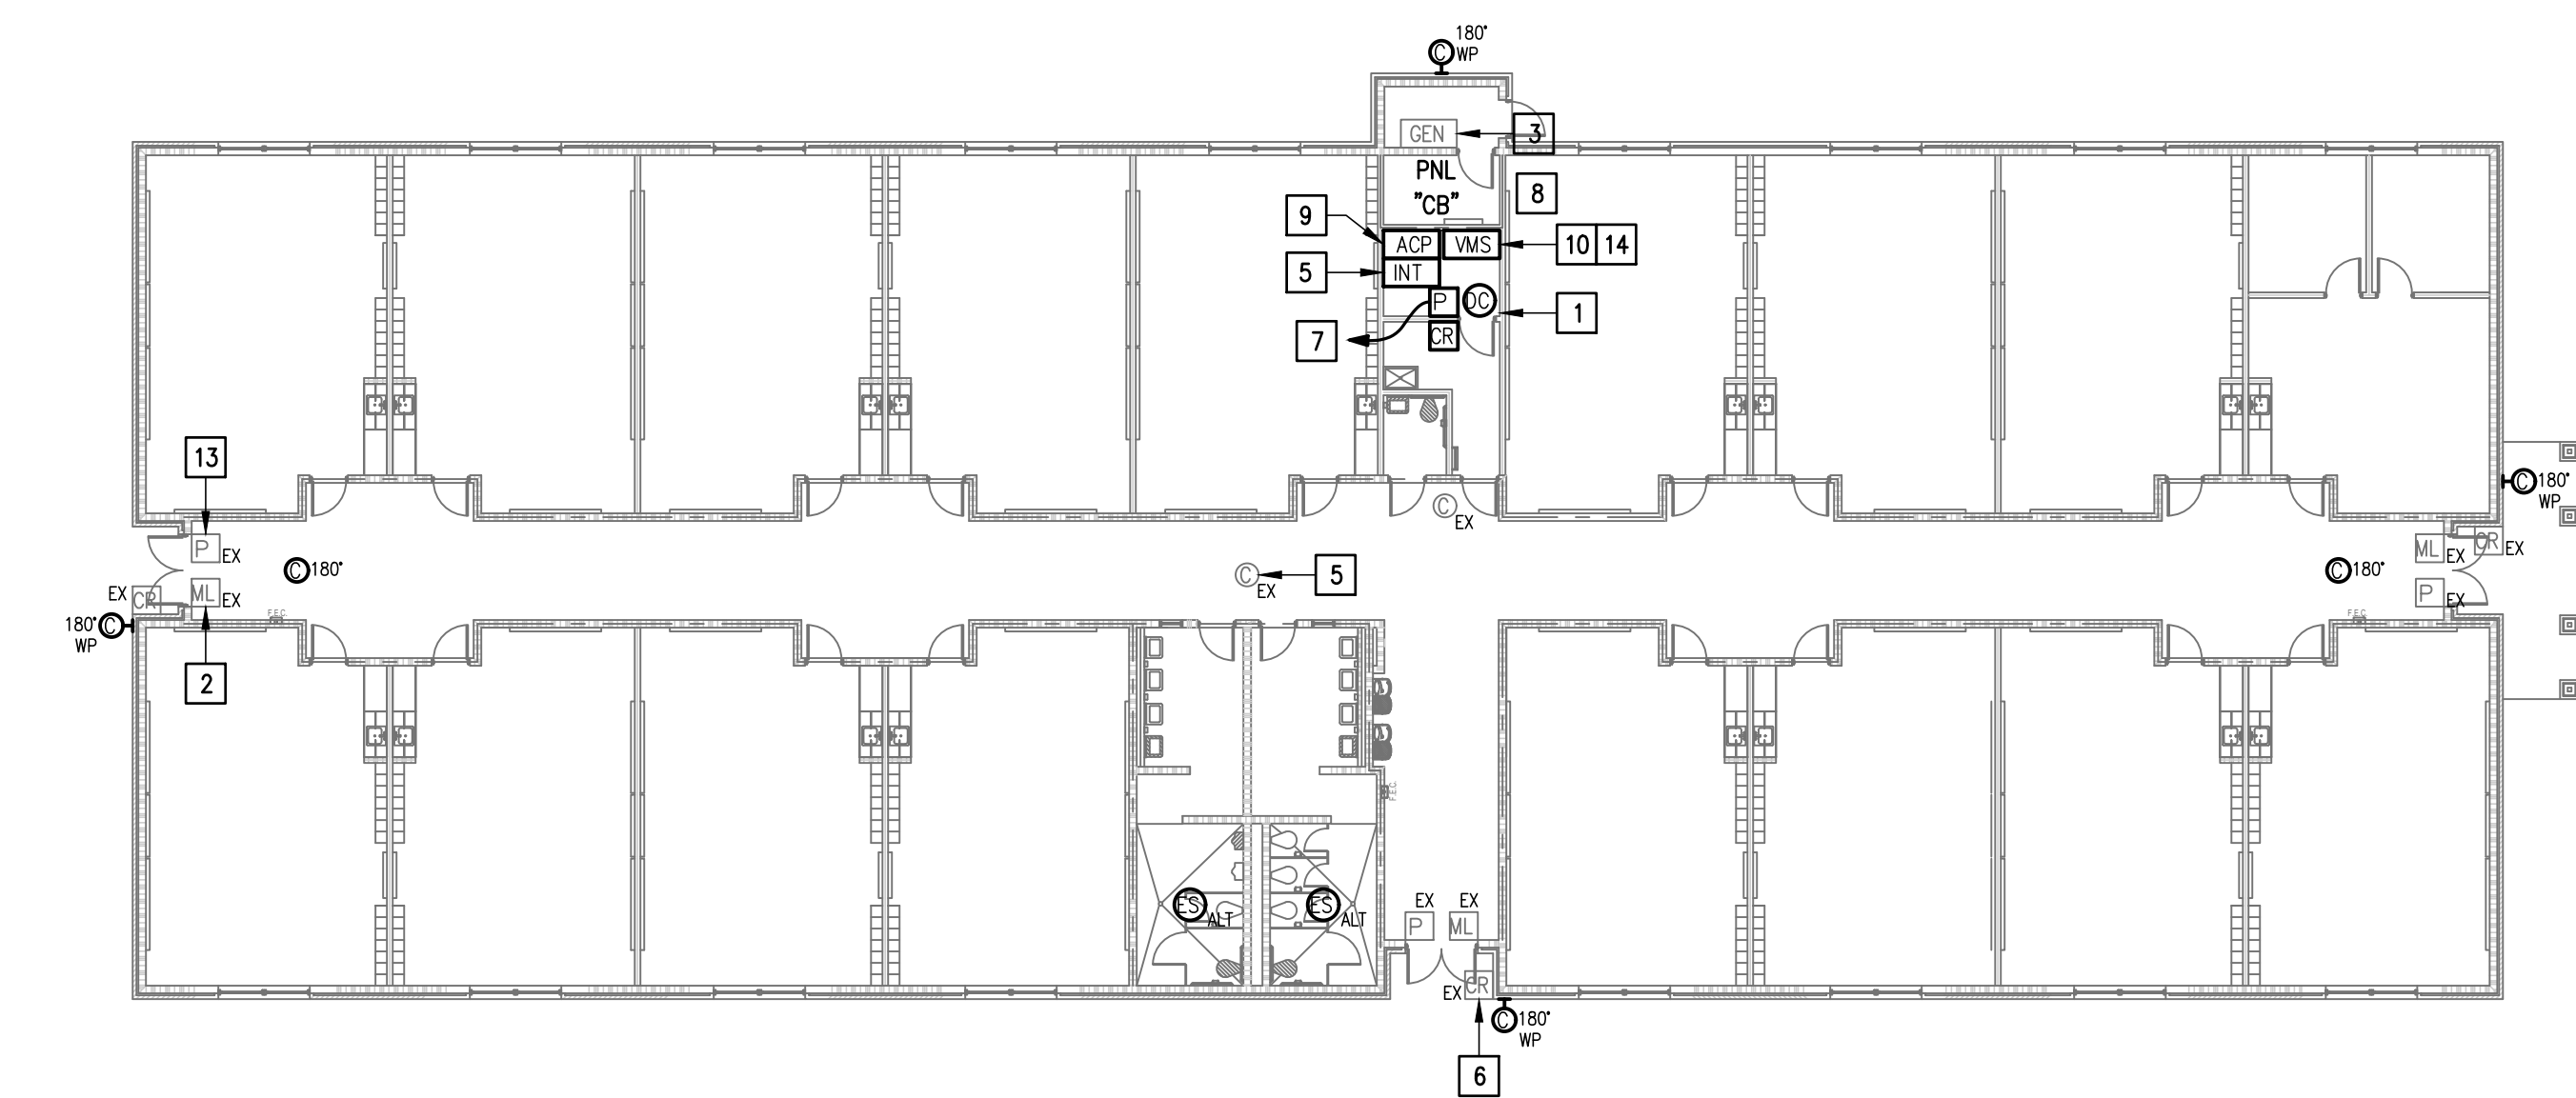 180°
C WP
GEN 3
PNL
"CB"
8
9
ACP VMS 10 14
5
INT
P DC
1
7
CR
13
C
EX
C 180°
WP
P EX
C 180°
C EX 5
C 180°
ML EX CR EX
EX CR ML EX
P EX
F.E.C.
F.E.C.
180° C
WP
2
F.E.C.
ES ALT
ES ALT
EX EX
P ML
EX CR
C 180°
WP
6